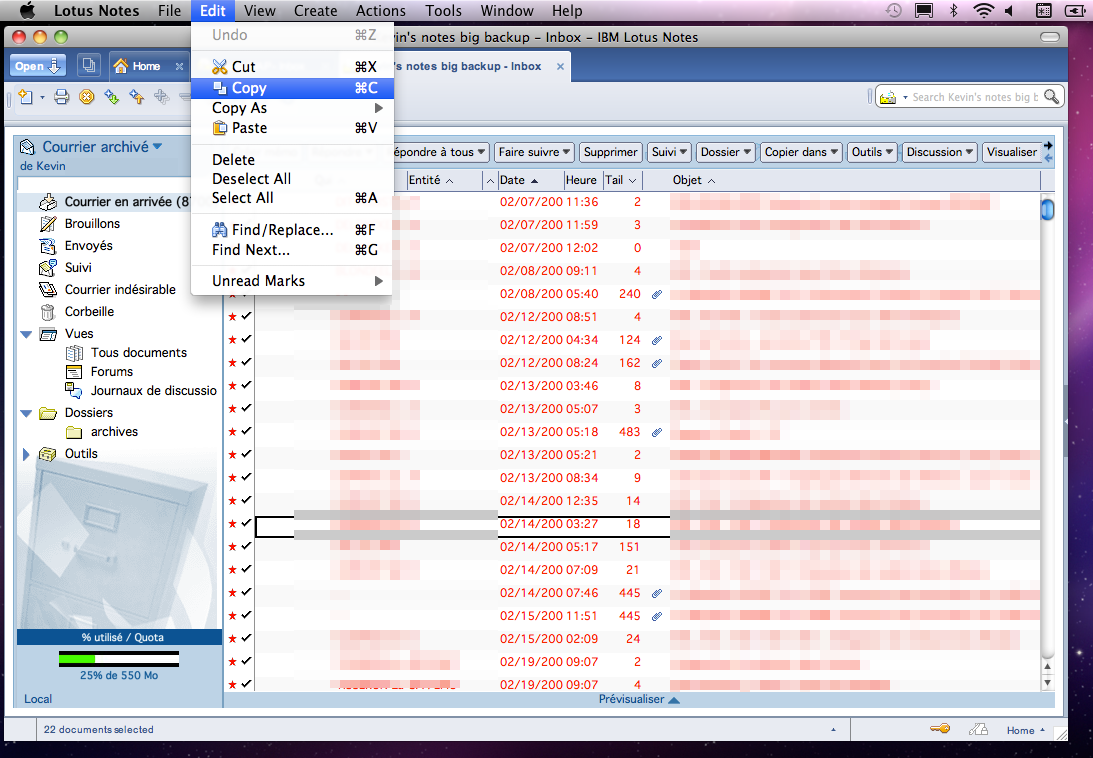 Lotus Notes File Edit View Create Actions Tools Window Help
's notes big backup - Inbox - IBM Lotus Notes
Open Home 's notes big backup - Inbox
Search Kevin's notes big b
Undo ⌘Z
Cut ⌘X
Copy ⌘C
Copy As
Paste ⌘V
Delete
Deselect All
Select All ⌘A
Find/Replace... ⌘F
Find Next... ⌘G
Unread Marks
Courrier archivé
de Kevin
Courrier en arrivée (8
Brouillons
Envoyés
Suivi
Courrier indésirable
Corbeille
Vues
Tous documents
Forums
Journaux de discussio
Dossiers
archives
Outils
% utilisé / Quota
25% de 550 Mo
Local
épondre à tous Faire suivre Supprimer Suivi Dossier Copier dans Outils Discussion Visualiser
Entité Date Heure Tail Objet
02/07/200 11:36 2
02/07/200 11:59 3
02/07/200 12:02 0
02/08/200 09:11 4
02/08/200 05:40 240
02/12/200 08:51 4
02/12/200 04:34 124
02/12/200 08:24 162
02/13/200 03:46 8
02/13/200 05:07 3
02/13/200 05:18 483
02/13/200 05:21 2
02/13/200 08:34 9
02/14/200 12:35 14
02/14/200 03:27 18
02/14/200 05:17 151
02/14/200 07:09 21
02/14/200 07:46 445
02/15/200 11:51 445
02/15/200 02:09 24
02/19/200 09:07 2
02/19/200 09:07 4
Prévisualiser
22 documents selected
Home